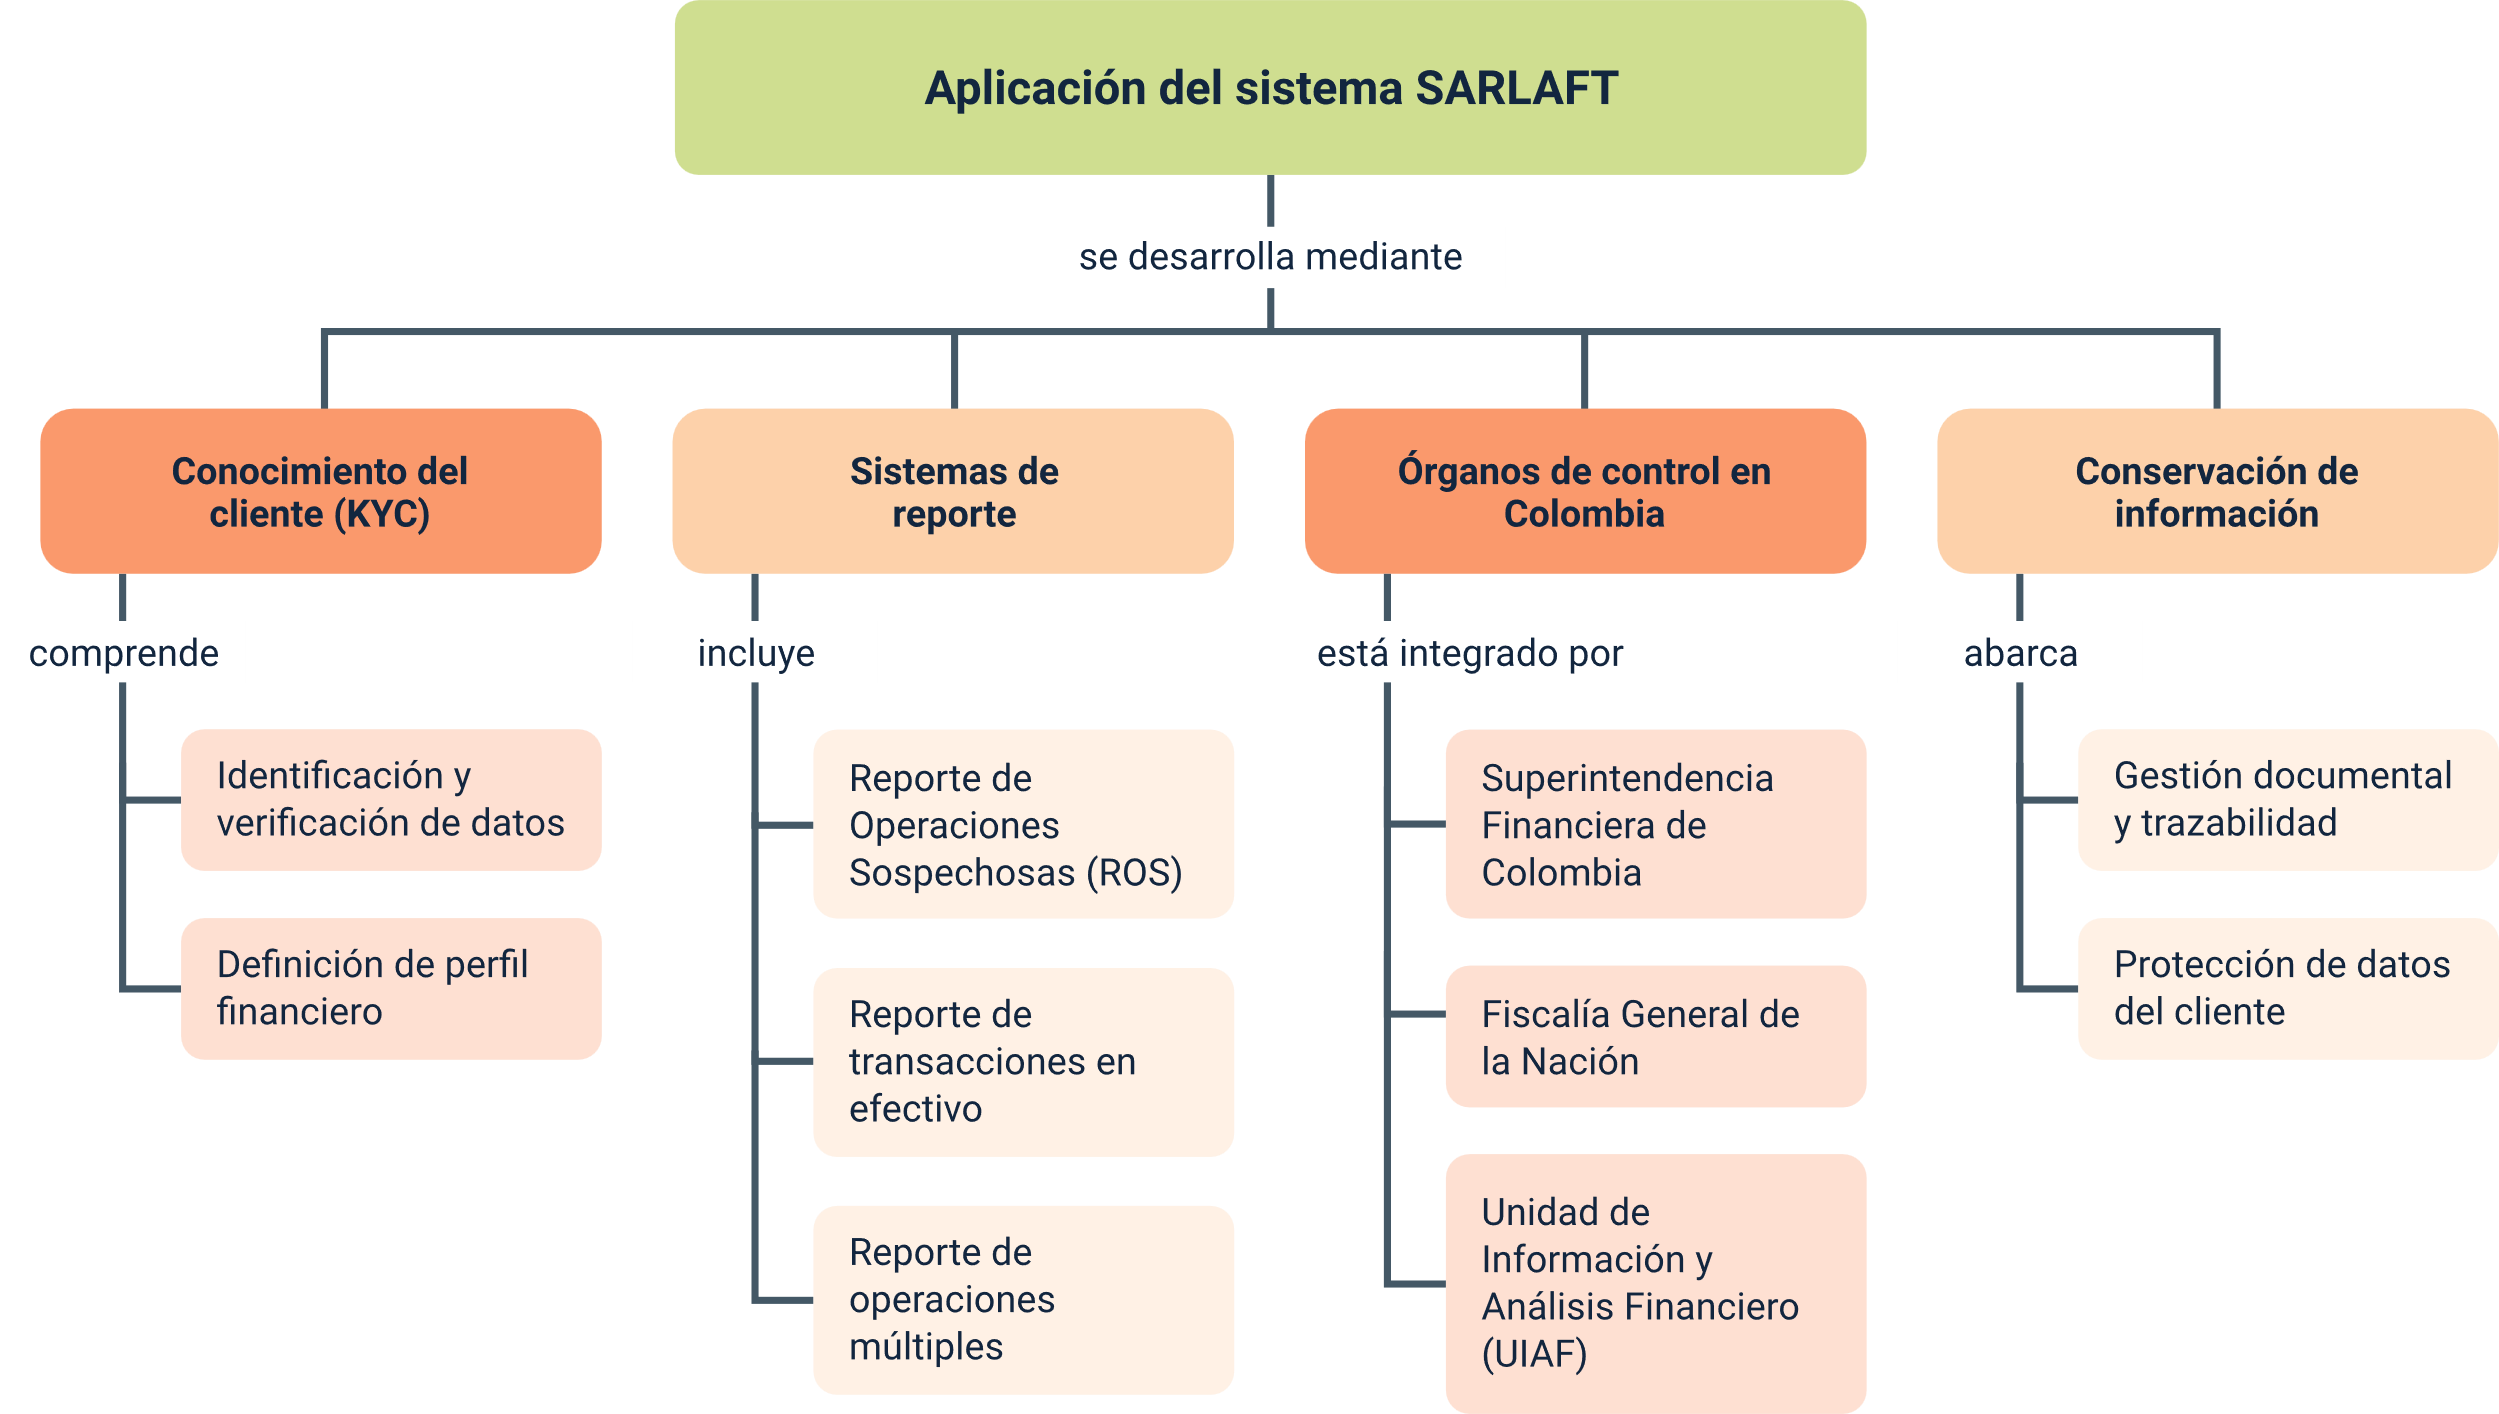 Aplicación del sistema SARLAFT
se desarrolla mediante
Conocimiento del
cliente (KYC)
comprende
Identificación y
verificación de datos
Definición de perfil
financiero
Sistemas de
reporte
incluye
Reporte de
Operaciones
Sospechosas (ROS)
Reporte de
transacciones en
efectivo
Reporte de
operaciones
múltiples
Órganos de control en
Colombia
está integrado por
Superintendencia
Financiera de
Colombia
Fiscalía General de
la Nación
Unidad de
Información y
Análisis Financiero
(UIAF)
Conservación de
información
abarca
Gestión documental
y trazabilidad
Protección de datos
del cliente